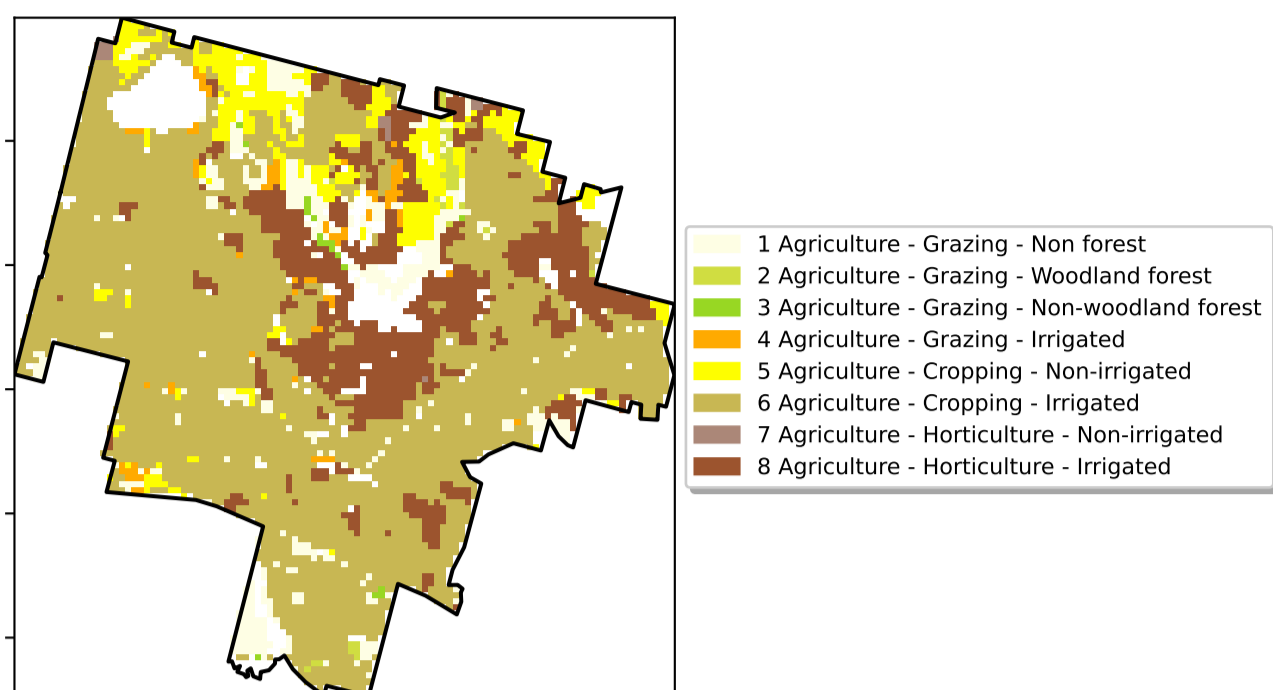 1 Agriculture - Grazing - Non forest
2 Agriculture - Grazing - Woodland forest
3 Agriculture - Grazing - Non-woodland forest
4 Agriculture - Grazing - Irrigated
5 Agriculture - Cropping - Non-irrigated
6 Agriculture - Cropping - Irrigated
7 Agriculture - Horticulture - Non-irrigated
8 Agriculture - Horticulture - Irrigated